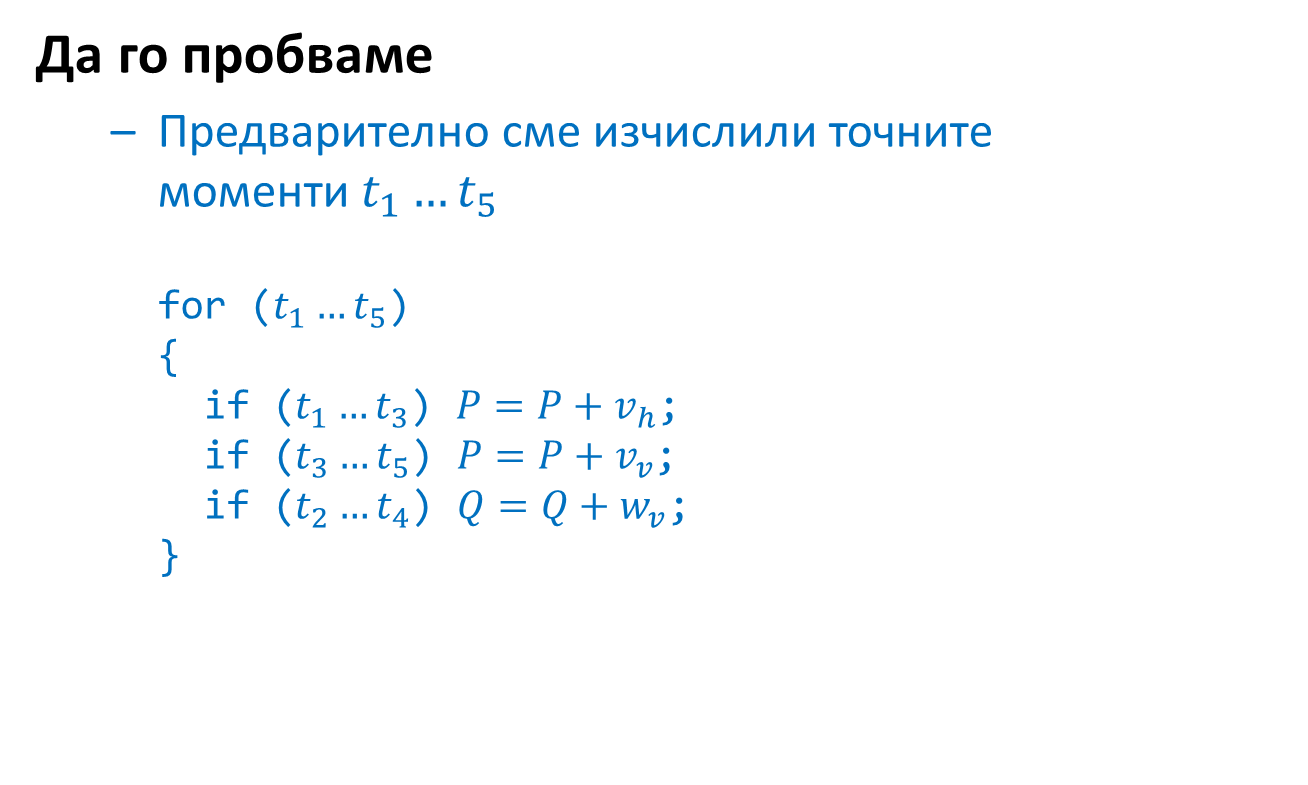 Да го пробваме
– Предварително сме изчислили точните
моменти t₁ … t₅
for (t₁ … t₅)
{
if (t₁ … t₃) P = P + vₕ;
if (t₃ … t₅) P = P + vᵥ;
if (t₂ … t₄) Q = Q + wᵥ;
}